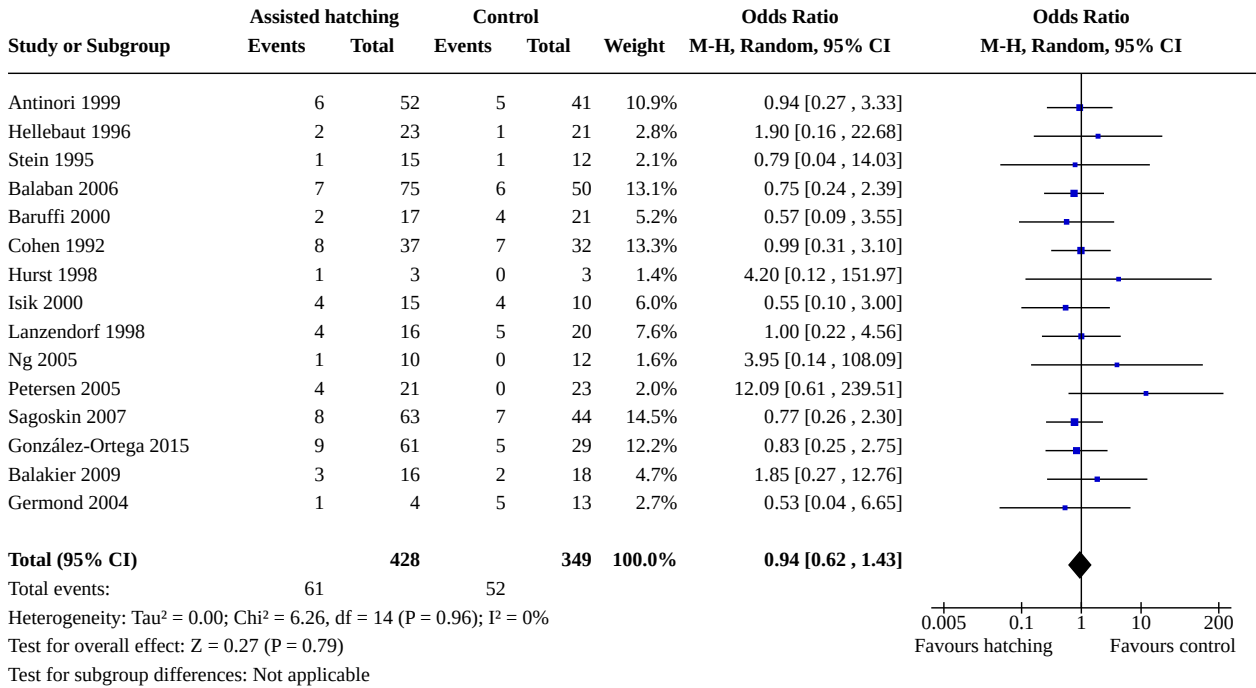 Assisted hatching Control Odds Ratio Odds Ratio
Study or Subgroup Events Total Events Total Weight M-H, Random, 95% CI M-H, Random, 95% CI
Antinori 1999 6 52 5 41 10.9% 0.94 [0.27 , 3.33]
Hellebaut 1996 2 23 1 21 2.8% 1.90 [0.16 , 22.68]
Stein 1995 1 15 1 12 2.1% 0.79 [0.04 , 14.03]
Balaban 2006 7 75 6 50 13.1% 0.75 [0.24 , 2.39]
Baruffi 2000 2 17 4 21 5.2% 0.57 [0.09 , 3.55]
Cohen 1992 8 37 7 32 13.3% 0.99 [0.31 , 3.10]
Hurst 1998 1 3 0 3 1.4% 4.20 [0.12 , 151.97]
Isik 2000 4 15 4 10 6.0% 0.55 [0.10 , 3.00]
Lanzendorf 1998 4 16 5 20 7.6% 1.00 [0.22 , 4.56]
Ng 2005 1 10 0 12 1.6% 3.95 [0.14 , 108.09]
Petersen 2005 4 21 0 23 2.0% 12.09 [0.61 , 239.51]
Sagoskin 2007 8 63 7 44 14.5% 0.77 [0.26 , 2.30]
González-Ortega 2015 9 61 5 29 12.2% 0.83 [0.25 , 2.75]
Balakier 2009 3 16 2 18 4.7% 1.85 [0.27 , 12.76]
Germond 2004 1 4 5 13 2.7% 0.53 [0.04 , 6.65]
Total (95% CI) 428 349 100.0% 0.94 [0.62 , 1.43]
Total events: 61 52
Heterogeneity: Tau² = 0.00; Chi² = 6.26, df = 14 (P = 0.96); I² = 0%
0.005 0.1 1 10 200
Test for overall effect: Z = 0.27 (P = 0.79) Favours hatching Favours control
Test for subgroup differences: Not applicable